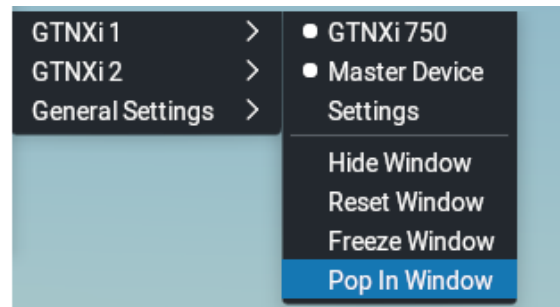 GTNXi 1
GTNXi 2
General Settings
GTNXi 750
Master Device
Settings
Hide Window
Reset Window
Freeze Window
Pop In Window